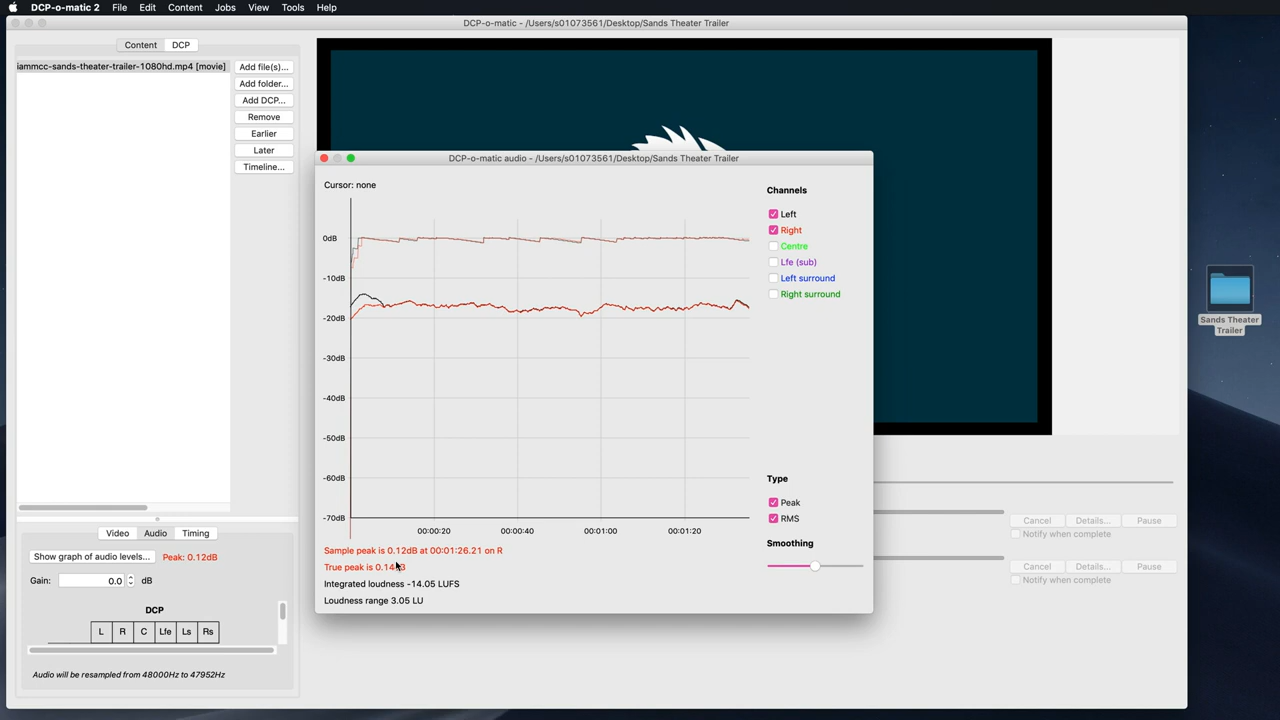 DCP-o-matic 2 File Edit Content Jobs View Tools Help
DCP-o-matic - /Users/s01073561/Desktop/Sands Theater Trailer
Content DCP
iammcc-sands-theater-trailer-1080hd.mp4 [movie]
Add file(s)...
Add folder...
Add DCP...
Remove
Earlier
Later
Timeline...
DCP-o-matic audio - /Users/s01073561/Desktop/Sands Theater Trailer
Cursor: none
0dB
-10dB
-20dB
-30dB
-40dB
-50dB
-60dB
-70dB
00:00:20 00:00:40 00:01:00 00:01:20
Sample peak is 0.12dB at 00:01:26.21 on R
True peak is 0.14
Integrated loudness -14.05 LUFS
Loudness range 3.05 LU
Channels
Left
Right
Centre
Lfe (sub)
Left surround
Right surround
Type
Peak
RMS
Smoothing
Video Audio Timing
Show graph of audio levels... Peak: 0.12dB
Gain: 0.0 dB
DCP
L R C Lfe Ls Rs
Audio will be resampled from 48000Hz to 47952Hz
Cancel Details... Pause
Notify when complete
Cancel Details... Pause
Notify when complete
Sands Theater
Trailer